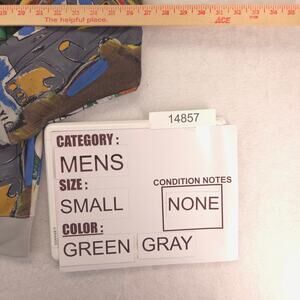 The helpful place.
ACE
14857
CATEGORY :
MENS
SIZE :
SMALL
CONDITION NOTES
NONE
COLOR :
GREEN GRAY